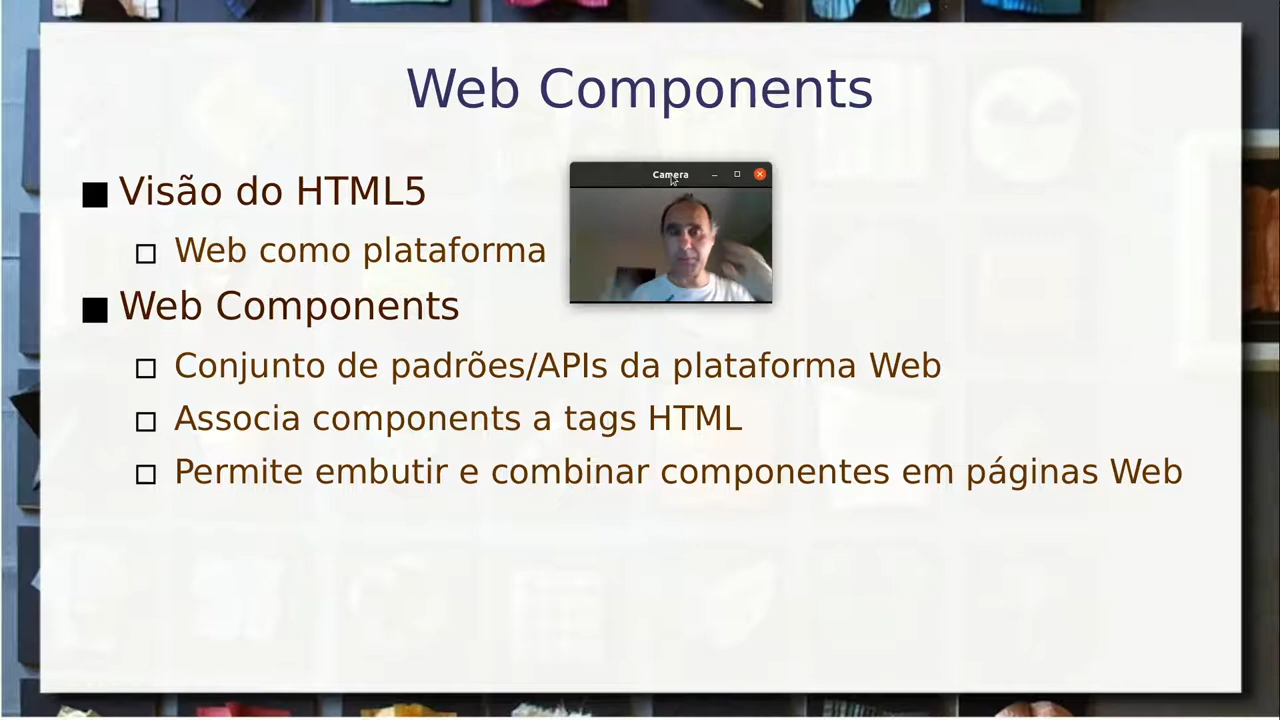 Web Components
Visão do HTML5
Camera
Web como plataforma
Web Components
Conjunto de padrões/APIs da plataforma Web
Associa components a tags HTML
Permite embutir e combinar componentes em páginas Web